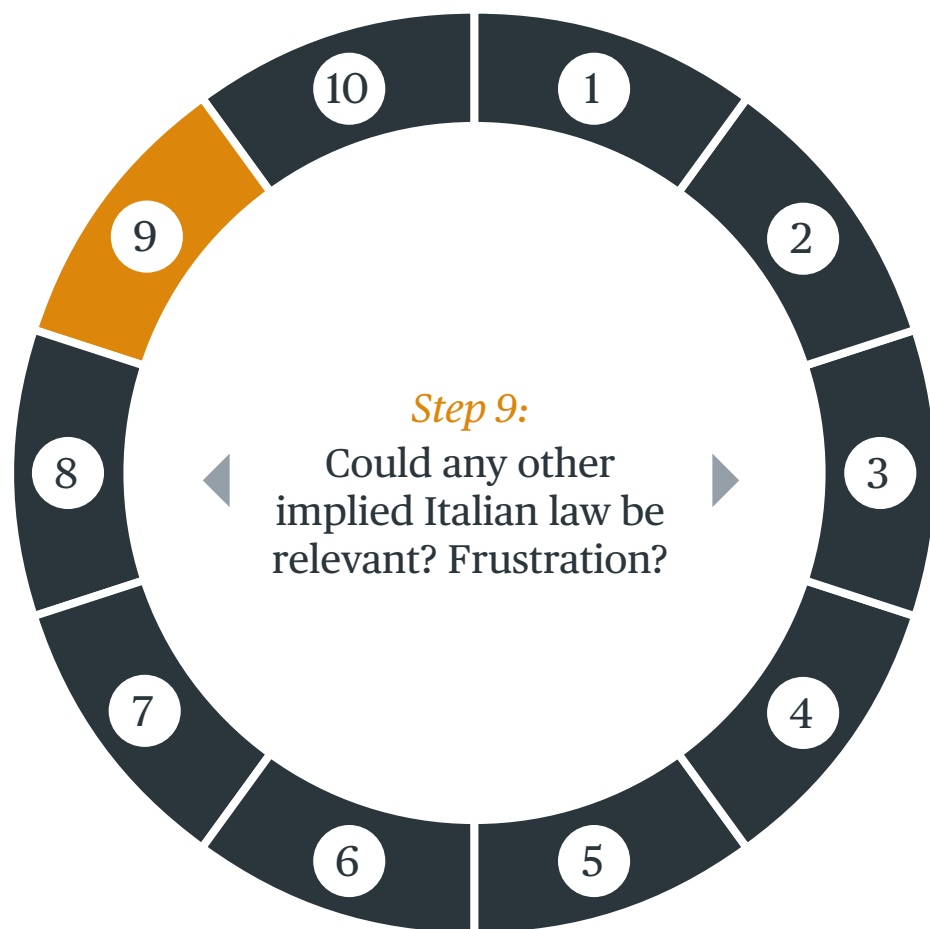 10
1
9
2
Step 9:
Could any other
implied Italian law be
relevant? Frustration?
8
3
7
4
6
5